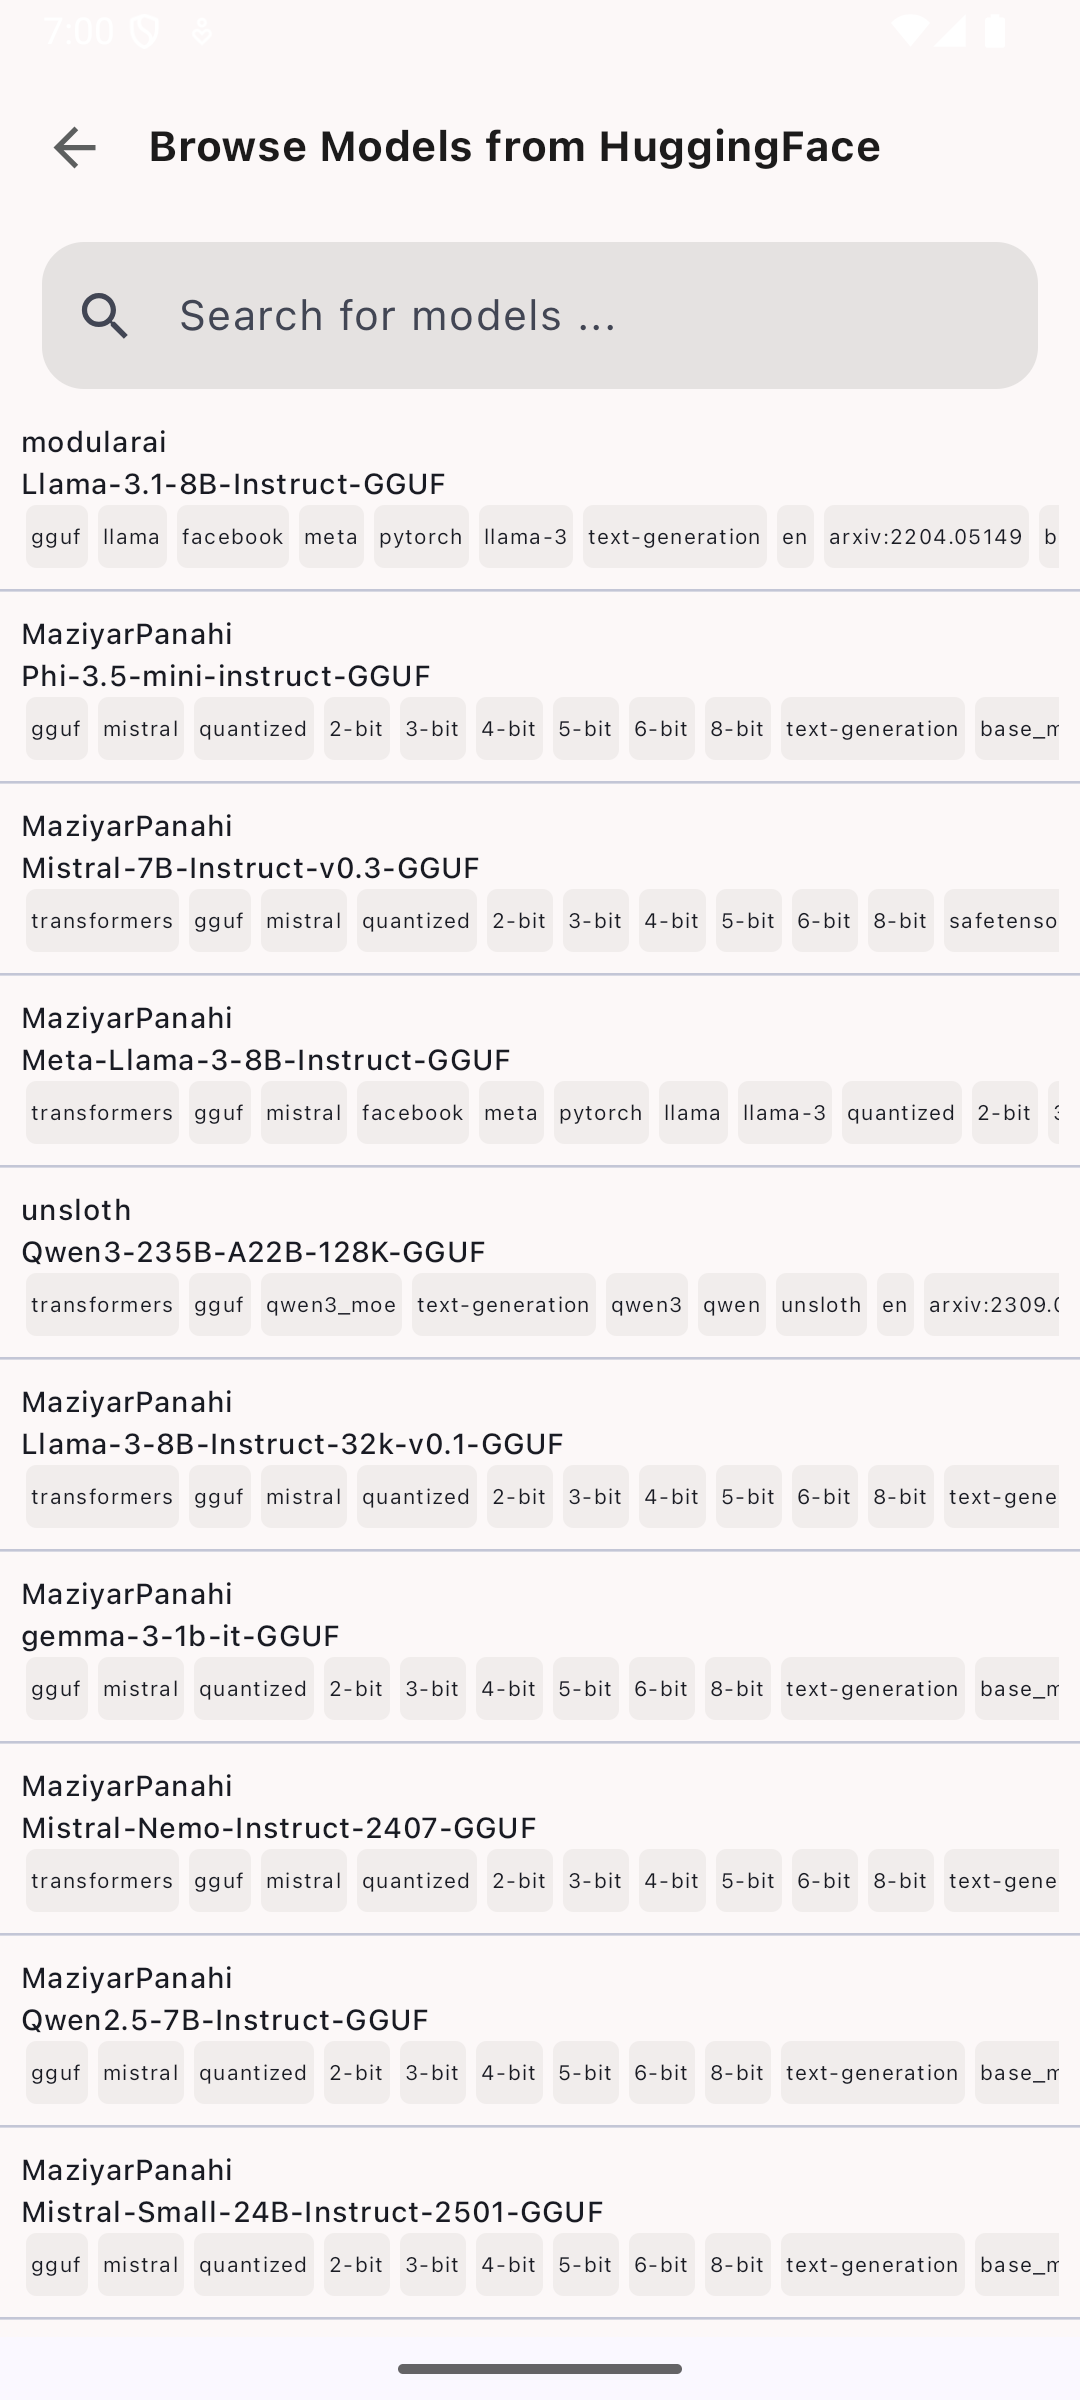 7:00
Browse Models from HuggingFace
Search for models ...
modularai
Llama-3.1-8B-Instruct-GGUF
gguf llama facebook meta pytorch llama-3 text-generation en arxiv:2204.05149 b
MaziyarPanahi
Phi-3.5-mini-instruct-GGUF
gguf mistral quantized 2-bit 3-bit 4-bit 5-bit 6-bit 8-bit text-generation base_m
MaziyarPanahi
Mistral-7B-Instruct-v0.3-GGUF
transformers gguf mistral quantized 2-bit 3-bit 4-bit 5-bit 6-bit 8-bit safetenso
MaziyarPanahi
Meta-Llama-3-8B-Instruct-GGUF
transformers gguf mistral facebook meta pytorch llama llama-3 quantized 2-bit 3
unsloth
Qwen3-235B-A22B-128K-GGUF
transformers gguf qwen3_moe text-generation qwen3 qwen unsloth en arxiv:2309.0
MaziyarPanahi
Llama-3-8B-Instruct-32k-v0.1-GGUF
transformers gguf mistral quantized 2-bit 3-bit 4-bit 5-bit 6-bit 8-bit text-gene
MaziyarPanahi
gemma-3-1b-it-GGUF
gguf mistral quantized 2-bit 3-bit 4-bit 5-bit 6-bit 8-bit text-generation base_m
MaziyarPanahi
Mistral-Nemo-Instruct-2407-GGUF
transformers gguf mistral quantized 2-bit 3-bit 4-bit 5-bit 6-bit 8-bit text-gene
MaziyarPanahi
Qwen2.5-7B-Instruct-GGUF
gguf mistral quantized 2-bit 3-bit 4-bit 5-bit 6-bit 8-bit text-generation base_m
MaziyarPanahi
Mistral-Small-24B-Instruct-2501-GGUF
gguf mistral quantized 2-bit 3-bit 4-bit 5-bit 6-bit 8-bit text-generation base_m